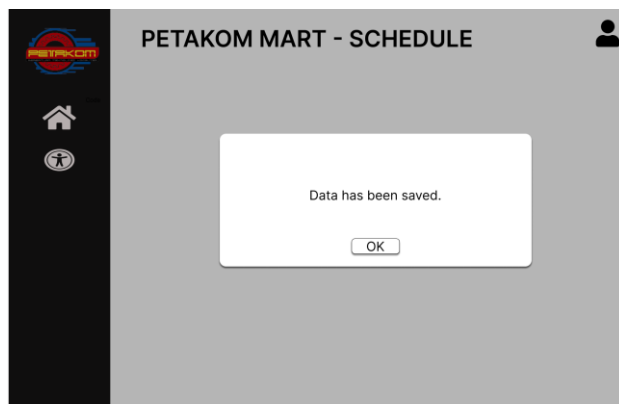 PETAKOM
PETAKOM MART - SCHEDULE
Data has been saved.
OK